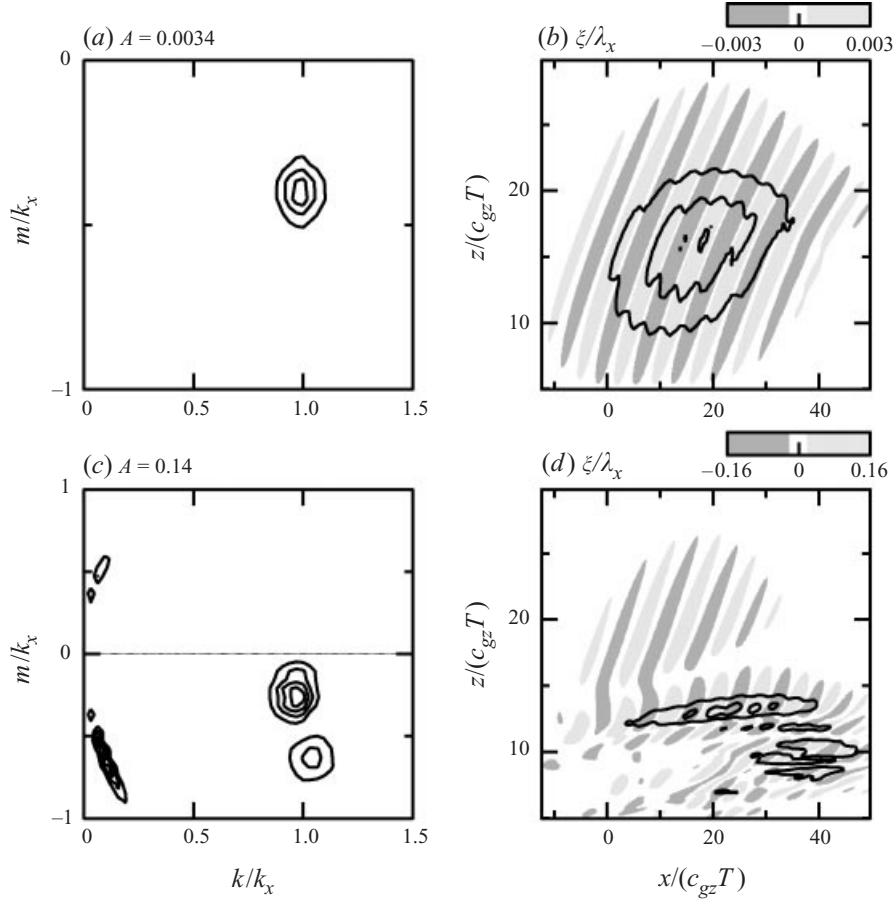 (a) A = 0.0034
0
m/k_x
−1
0
0.5
1.0
1.5
(b) ξ/λ_x
−0.003
0
0.003
z/(c_gz T)
20
10
0
20
40
(c) A = 0.14
1
m/k_x
0
−1
0
0.5
1.0
1.5
k/k_x
(d) ξ/λ_x
−0.16
0
0.16
z/(c_gz T)
20
10
0
20
40
x/(c_gz T)